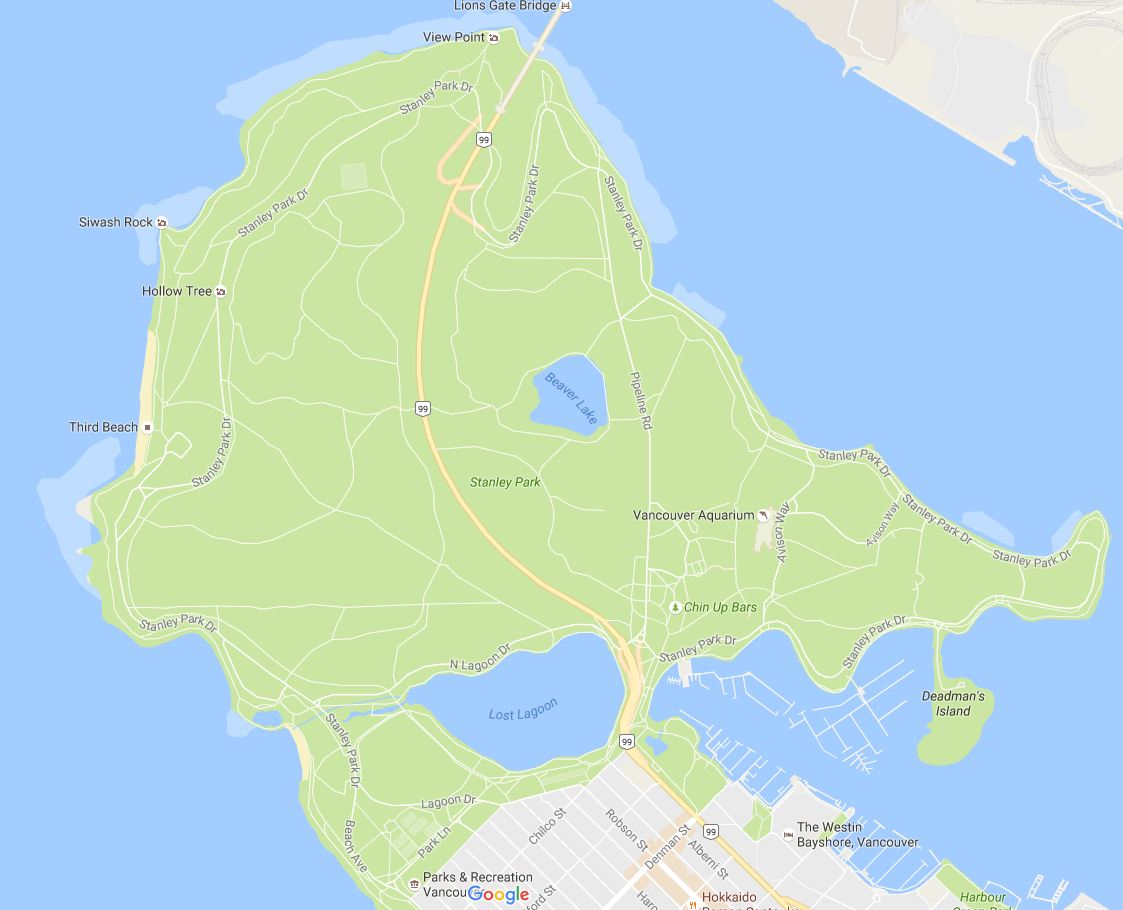 Lions Gate Bridge
View Point
Stanley Park Dr
99
Stanley Park Dr
Stanley Park Dr
Stanley Park Dr
Siwash Rock
Hollow Tree
Beaver Lake
Pipeline Rd
99
Third Beach
Stanley Park Dr
Stanley Park Dr
Stanley Park
Stanley Park Dr
Vancouver Aquarium
Avison Way
Avison Way
Stanley Park Dr
Chin Up Bars
Stanley Park Dr
Stanley Park Dr
Stanley Park Dr
N Lagoon Dr
Deadman's
Island
Lost Lagoon
Stanley Park Dr
99
Lagoon Dr
Chilco St
Robson St
Denman St
99
Alberni St
The Westin
Bayshore, Vancouver
Beach Ave
Park Ln
Parks & Recreation
Google
Hokkaido
Harbour